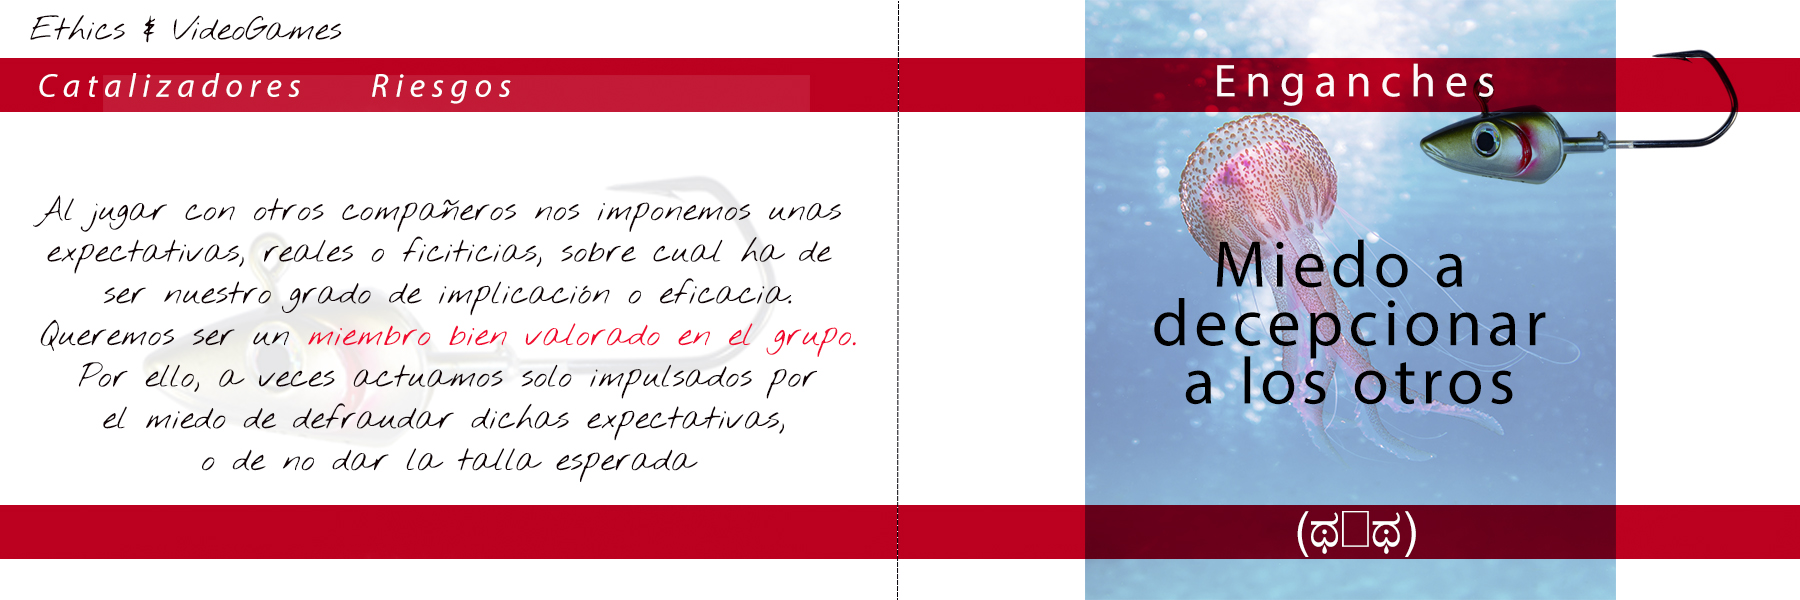 Ethics & VideoGames
Catalizadores Riesgos
Al jugar con otros compañeros nos imponemos unas
expectativas, reales o ficiticias, sobre cual ha de
ser nuestro grado de implicación o eficacia.
Queremos ser un miembro bien valorado en el grupo.
Por ello, a veces actuamos solo impulsados por
el miedo de defraudar dichas expectativas,
o de no dar la talla esperada
Enganches
Miedo a
decepcionar
a los otros
(ಥ□ಥ)